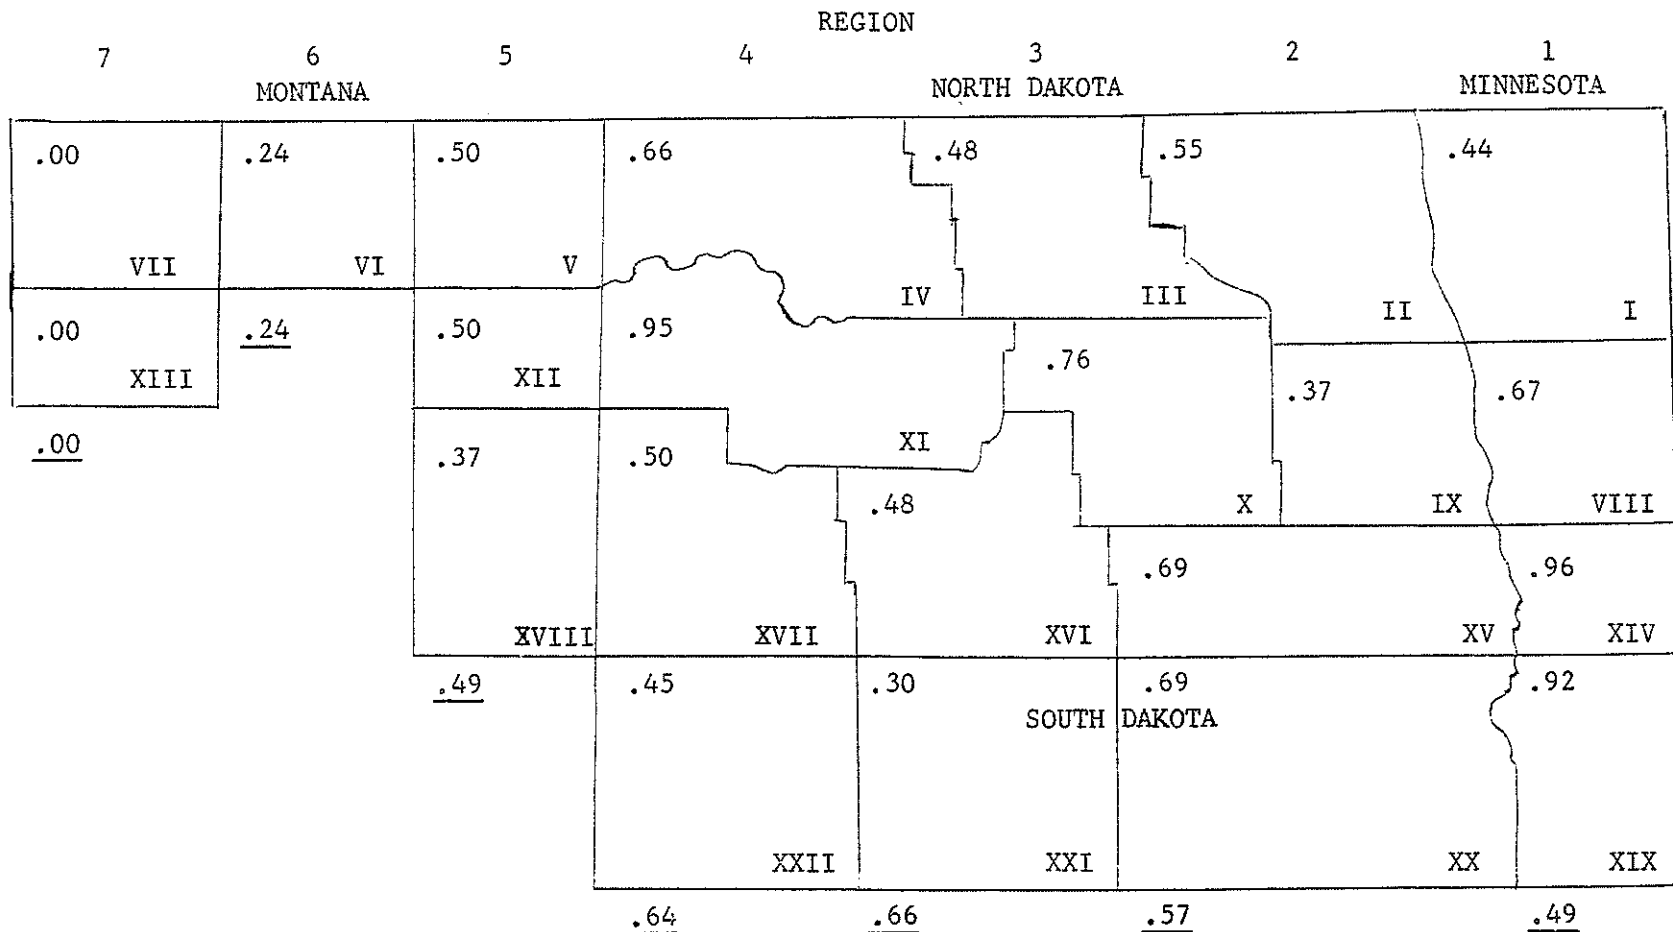 REGION
7 6 5 4 3 2 1
MONTANA NORTH DAKOTA MINNESOTA
.00 .24 .50 .66 .48 .55 .44
VII VI V IV III II I
.00 .24 .50 .95 .76 .37 .67
XIII XII XI X IX VIII
.00 .37 .50 .48 .69 .96
XVIII XVII XVI XV XIV
.49 .45 .30 .69 .92
SOUTH DAKOTA
XXII XXI XX XIX
.64 .66 .57 .49